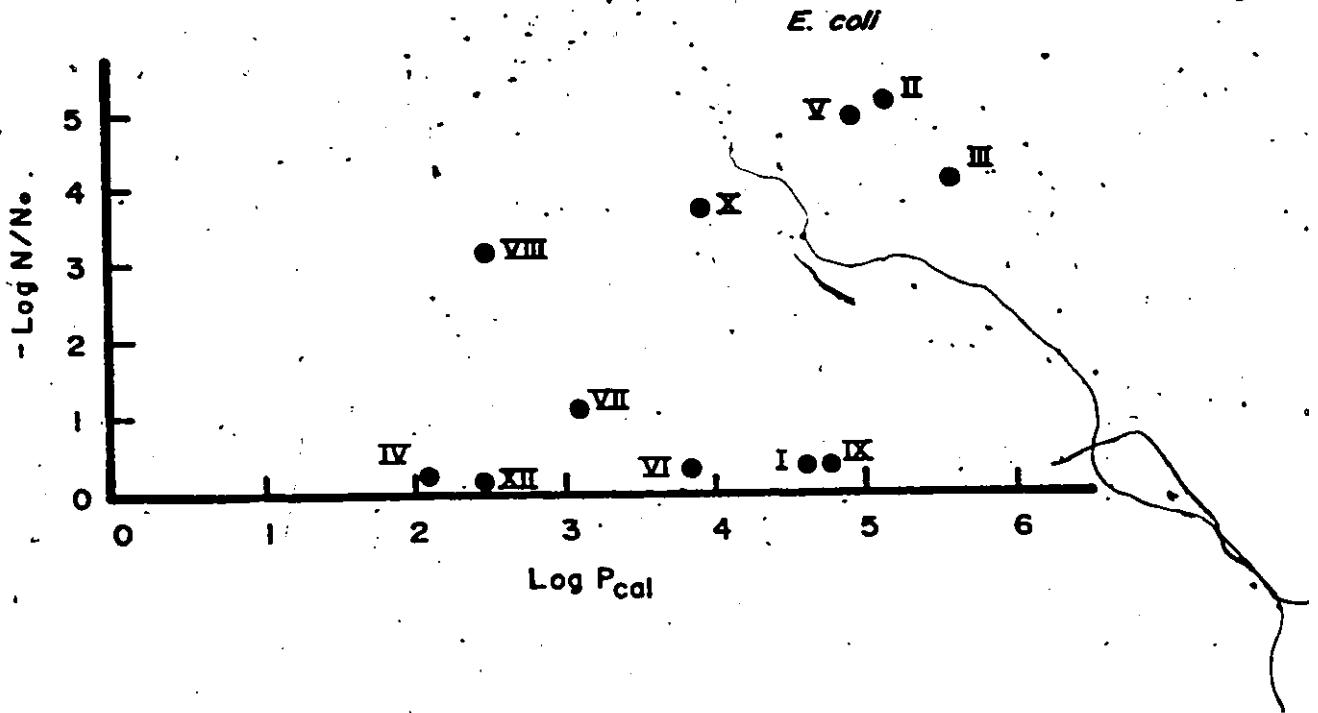 E. coli
II
5
V
III
4
X
VIII
3
-Log N/N₀
2
VII
1
IV
VI
I
IX
XII
0
0 1 2 3 4 5 6
Log Pcal